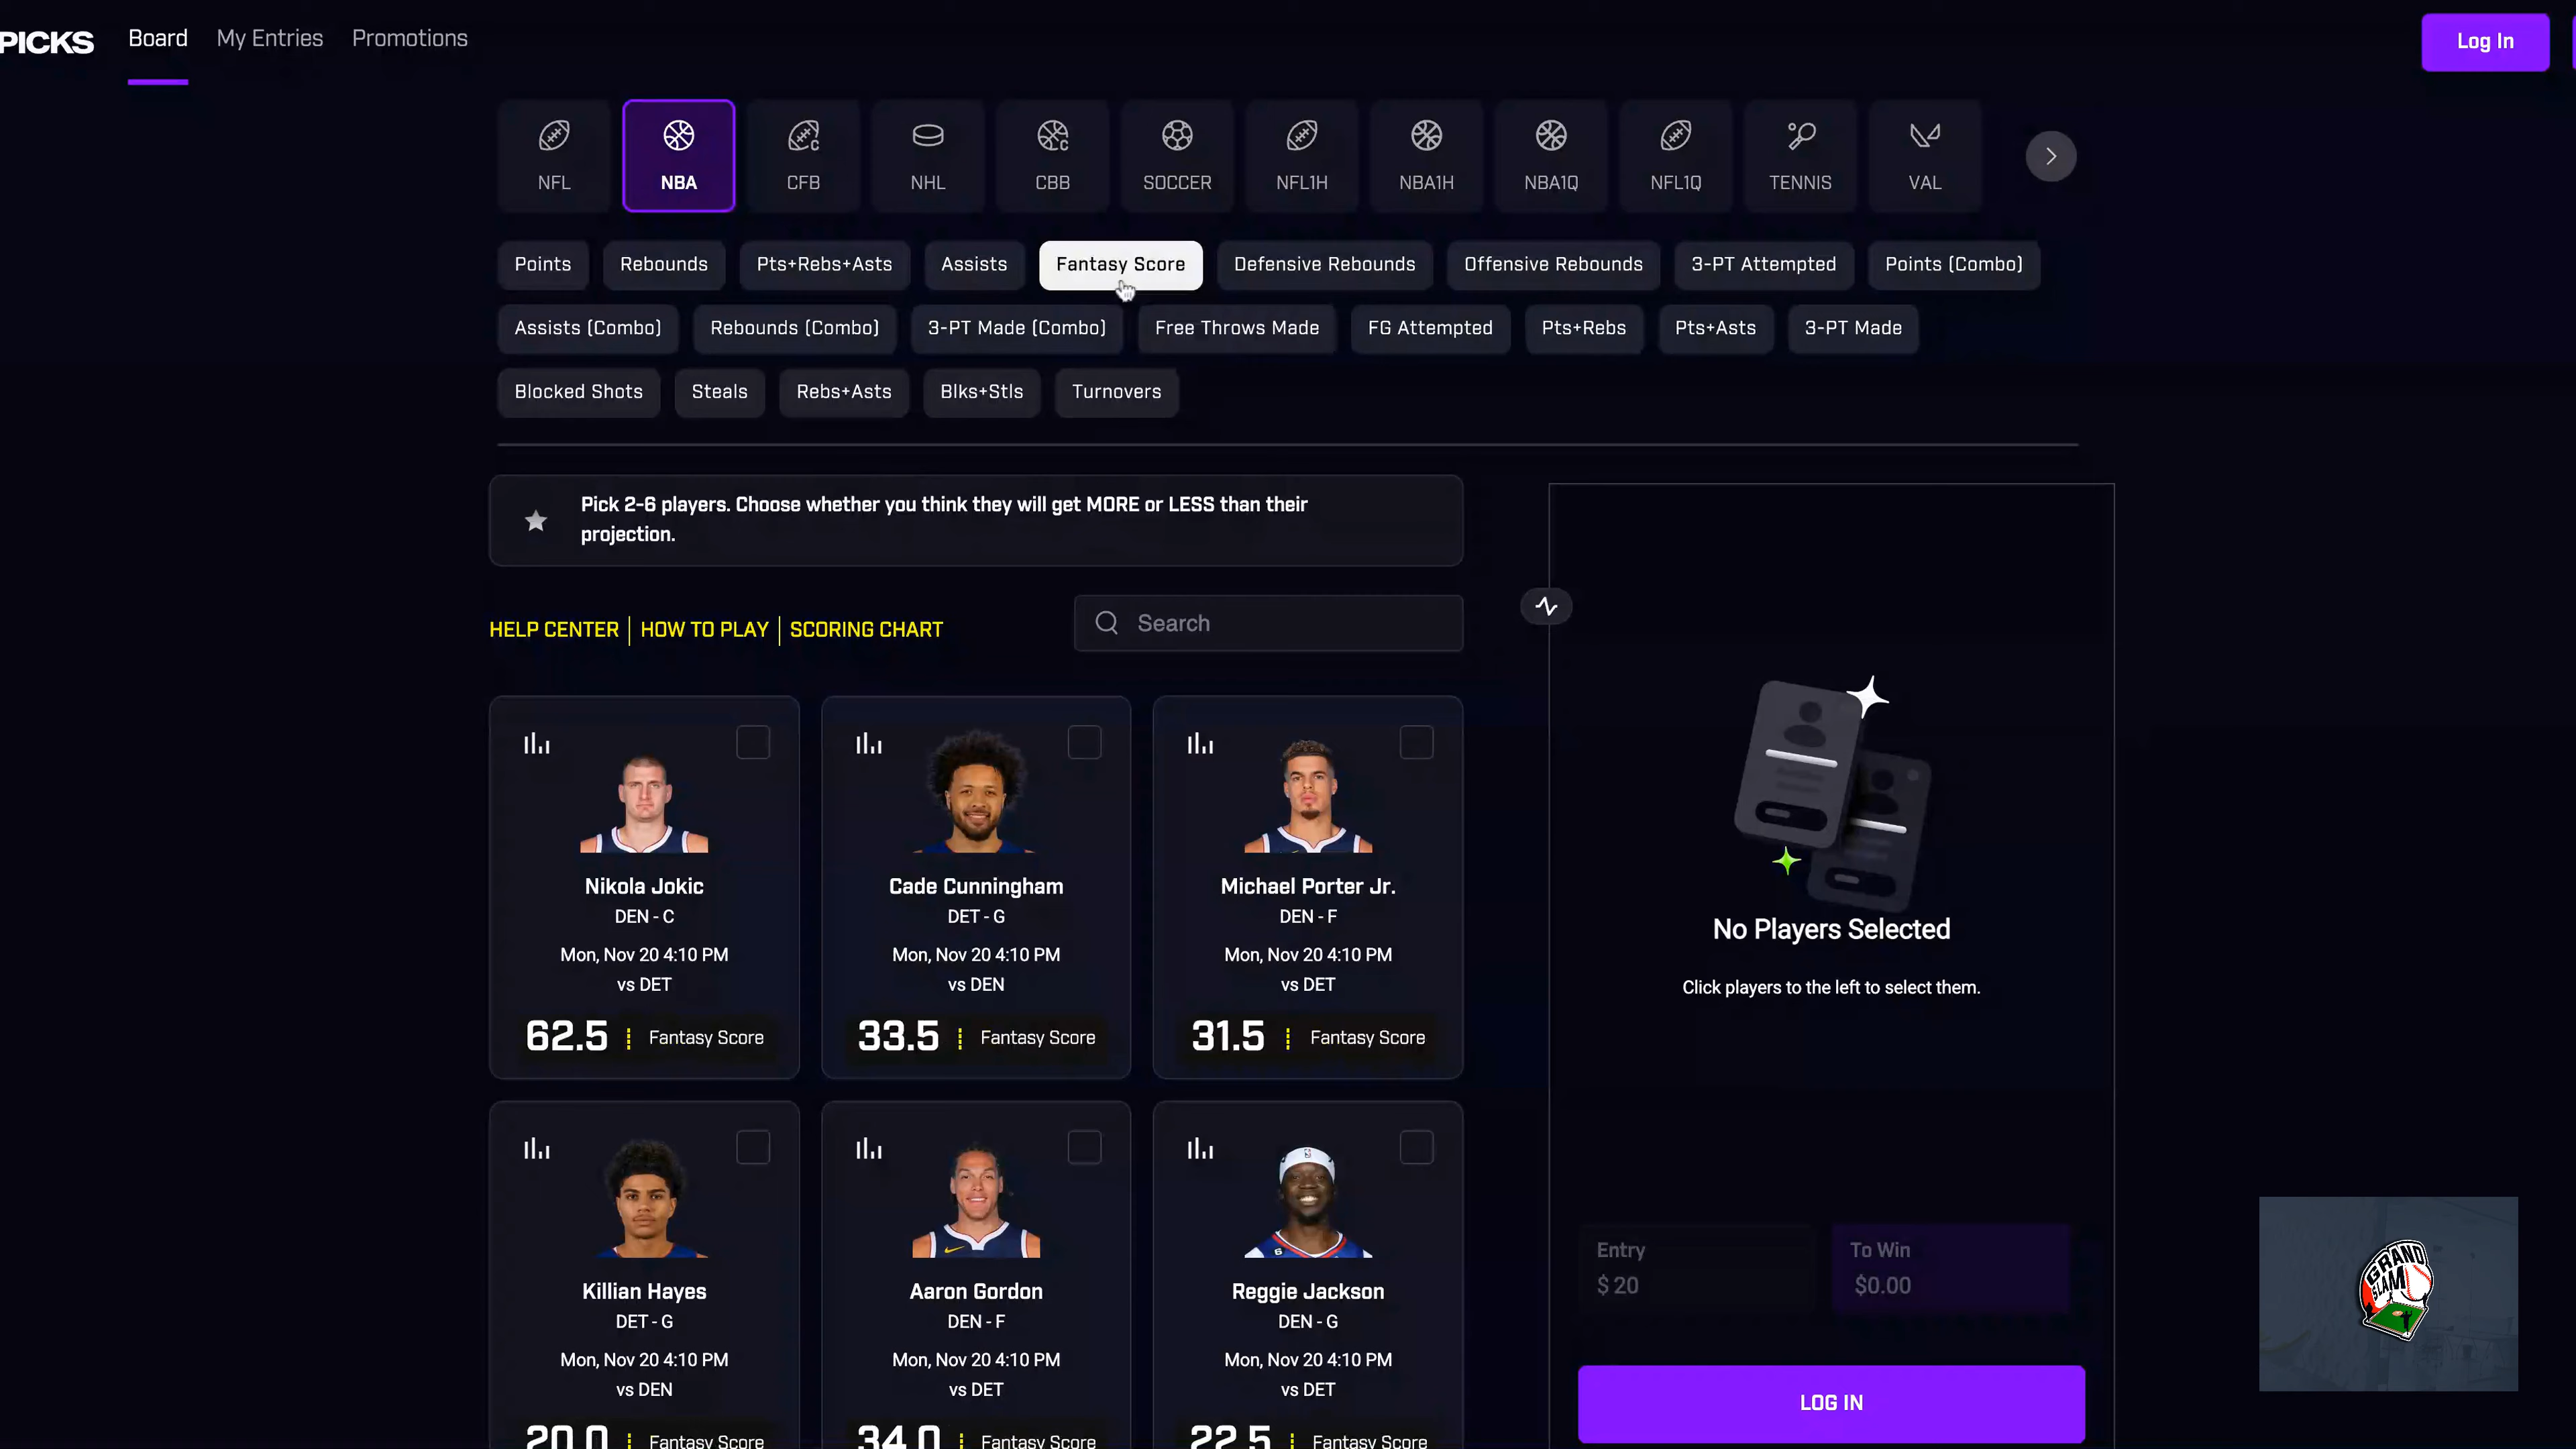 PICKS
Board
My Entries
Promotions
Log In
NFL
NBA
CFB
NHL
CBB
SOCCER
NFL1H
NBA1H
NBA1Q
NFL1Q
TENNIS
VAL
Points
Rebounds
Pts+Rebs+Asts
Assists
Fantasy Score
Defensive Rebounds
Offensive Rebounds
3-PT Attempted
Points (Combo)
Assists (Combo)
Rebounds (Combo)
3-PT Made (Combo)
Free Throws Made
FG Attempted
Pts+Rebs
Pts+Asts
3-PT Made
Blocked Shots
Steals
Rebs+Asts
Blks+Stls
Turnovers
Pick 2-6 players. Choose whether you think they will get MORE or LESS than their
projection.
HELP CENTER
HOW TO PLAY
SCORING CHART
Search
Nikola Jokic
DEN - C
Mon, Nov 20 4:10 PM
vs DET
62.5 Fantasy Score
Cade Cunningham
DET - G
Mon, Nov 20 4:10 PM
vs DEN
33.5 Fantasy Score
Michael Porter Jr.
DEN - F
Mon, Nov 20 4:10 PM
vs DET
31.5 Fantasy Score
Killian Hayes
DET - G
Mon, Nov 20 4:10 PM
vs DEN
20.0 Fantasy Score
Aaron Gordon
DEN - F
Mon, Nov 20 4:10 PM
vs DET
34.0 Fantasy Score
Reggie Jackson
DEN - G
Mon, Nov 20 4:10 PM
vs DET
22.5 Fantasy Score
No Players Selected
Click players to the left to select them.
Entry
$ 20
To Win
$0.00
LOG IN
GRAND
SLAM